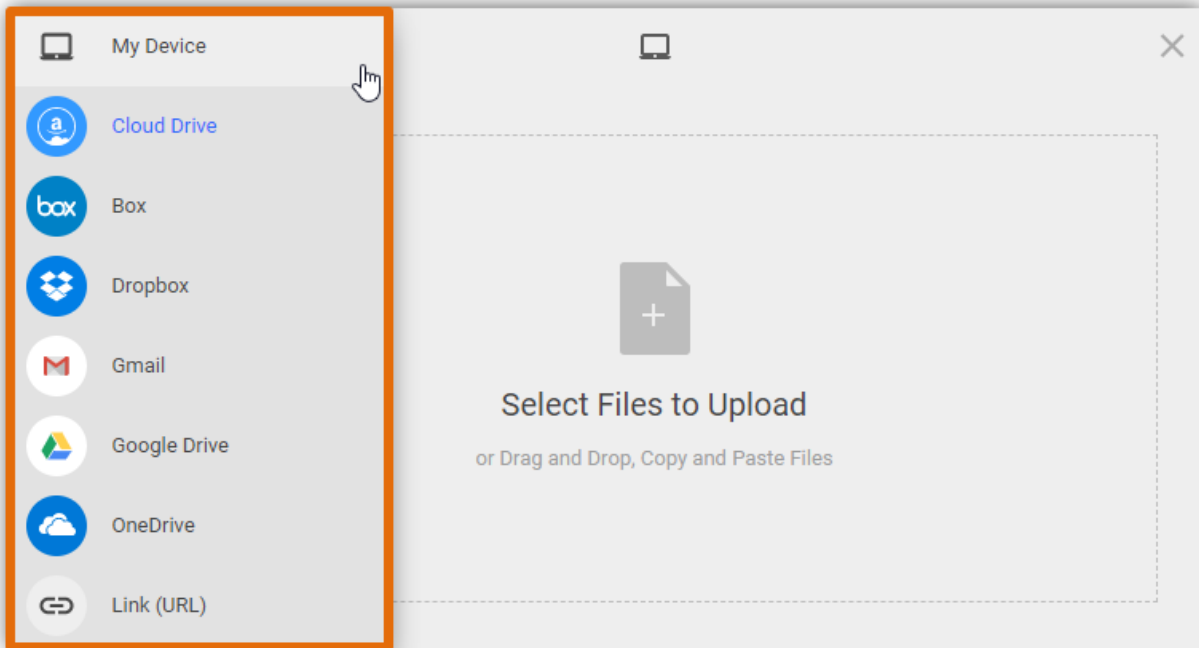 My Device
a
Cloud Drive
box
Box
Dropbox
Gmail
Google Drive
OneDrive
Link (URL)
Select Files to Upload
or Drag and Drop, Copy and Paste Files